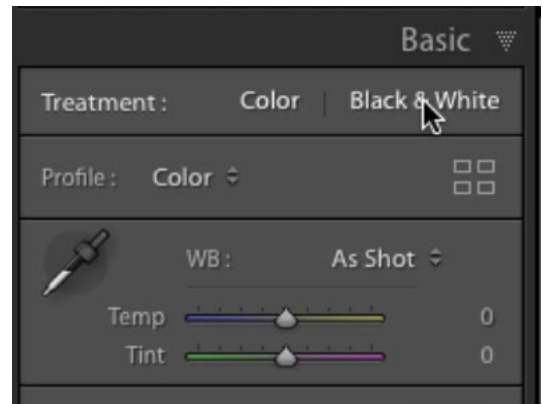 Basic
Treatment : Color | Black & White
Profile : Color
WB : As Shot
Temp 0
Tint 0